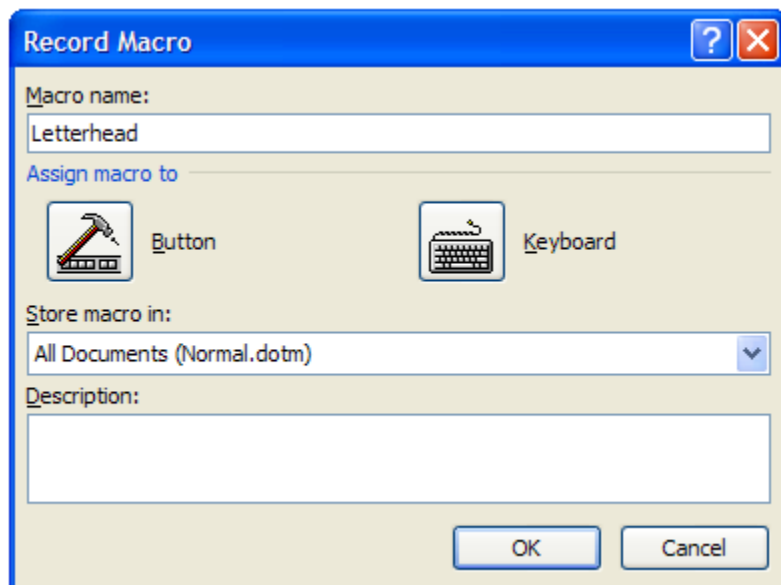 Record Macro
Macro name:
Letterhead
Assign macro to
Button
Keyboard
Store macro in:
All Documents (Normal.dotm)
Description:
OK
Cancel